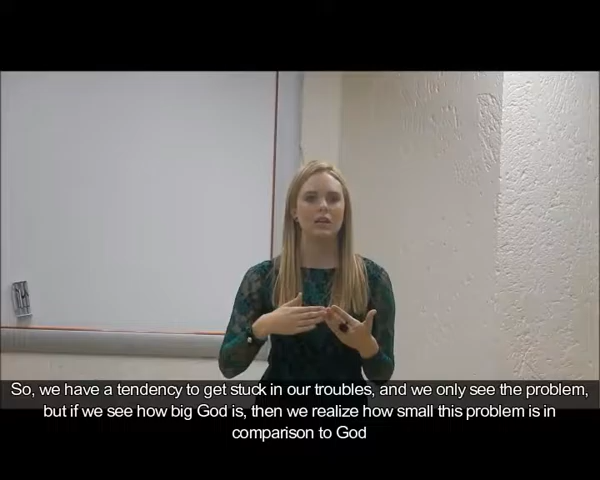 So, we have a tendency to get stuck in our troubles, and we only see the problem,
but if we see how big God is, then we realize how small this problem is in
comparison to God